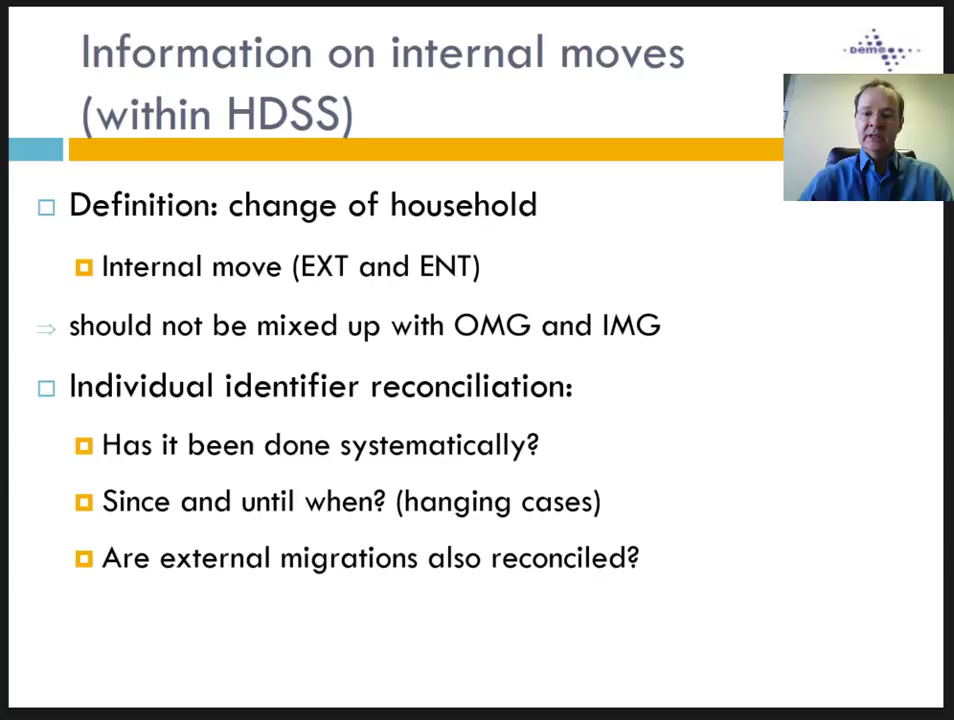 Information on internal moves
(within HDSS)
Demo
Definition: change of household
Internal move (EXT and ENT)
⇒ should not be mixed up with OMG and IMG
Individual identifier reconciliation:
Has it been done systematically?
Since and until when? (hanging cases)
Are external migrations also reconciled?